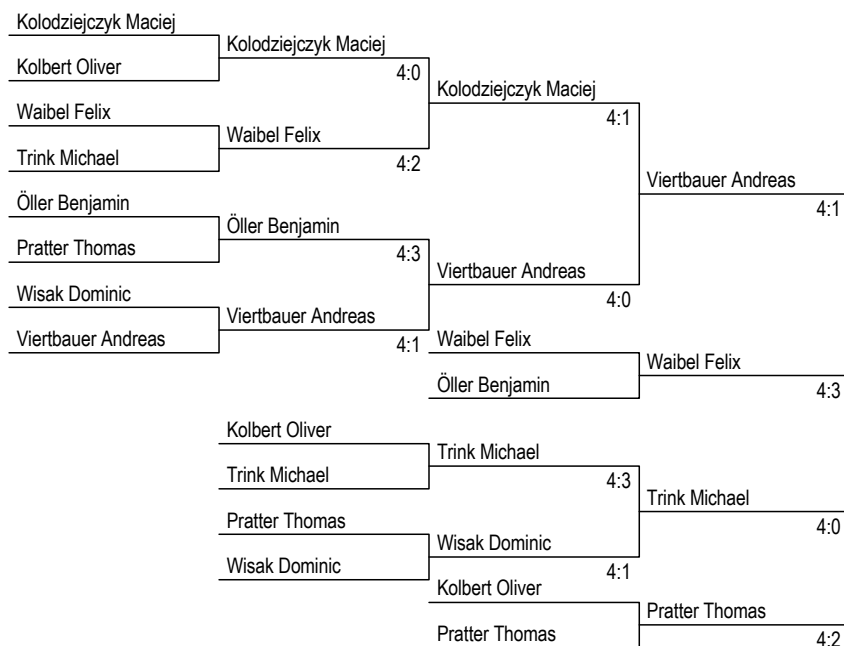 Kolodziejczyk Maciej
Kolodziejczyk Maciej
Kolbert Oliver
4:0
Kolodziejczyk Maciej
Waibel Felix
4:1
Waibel Felix
Trink Michael
4:2
Viertbauer Andreas
Öller Benjamin
4:1
Öller Benjamin
Pratter Thomas
4:3
Viertbauer Andreas
Wisak Dominic
4:0
Viertbauer Andreas
Viertbauer Andreas
4:1
Waibel Felix
Waibel Felix
Öller Benjamin
4:3
Kolbert Oliver
Trink Michael
Trink Michael
4:3
Trink Michael
Pratter Thomas
4:0
Wisak Dominic
Wisak Dominic
4:1
Kolbert Oliver
Pratter Thomas
Pratter Thomas
4:2